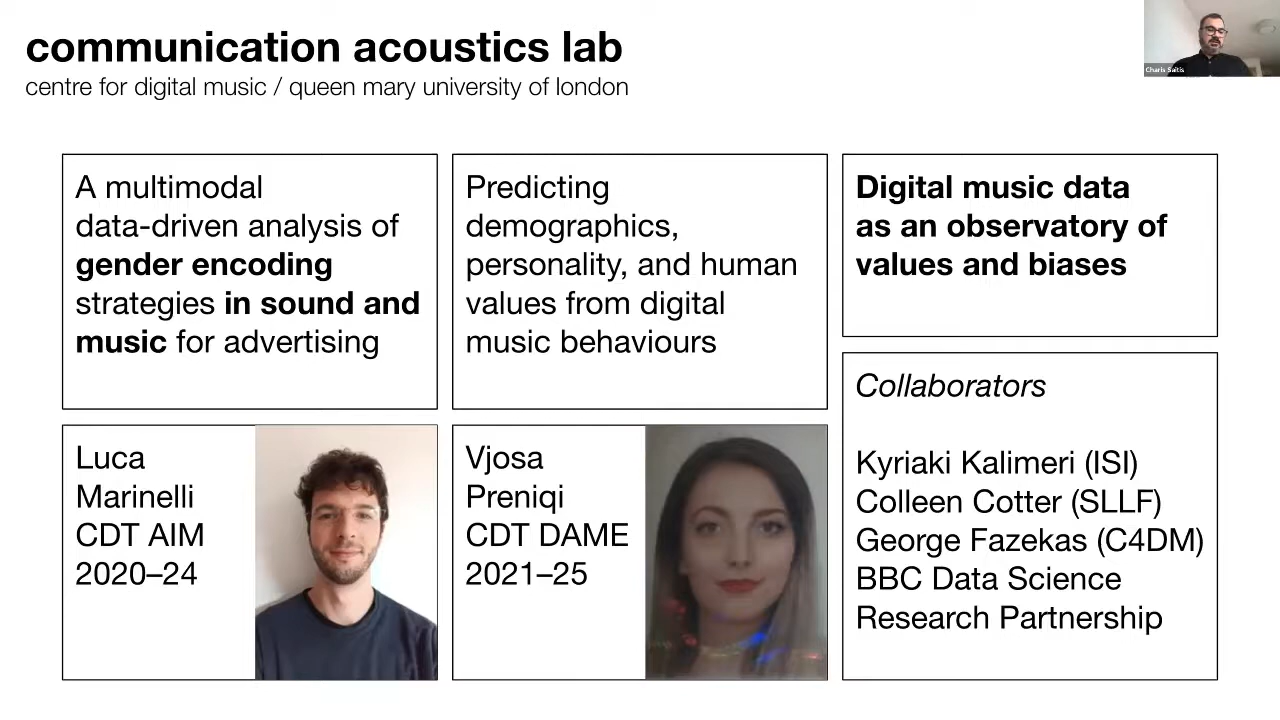 communication acoustics lab
centre for digital music / queen mary university of london
Charis Saitis
A multimodal
data-driven analysis of
gender encoding
strategies in sound and
music for advertising
Predicting
demographics,
personality, and human
values from digital
music behaviours
Digital music data
as an observatory of
values and biases
Luca
Marinelli
CDT AIM
2020–24
Vjosa
Preniqi
CDT DAME
2021–25
Collaborators
Kyriaki Kalimeri (ISI)
Colleen Cotter (SLLF)
George Fazekas (C4DM)
BBC Data Science
Research Partnership